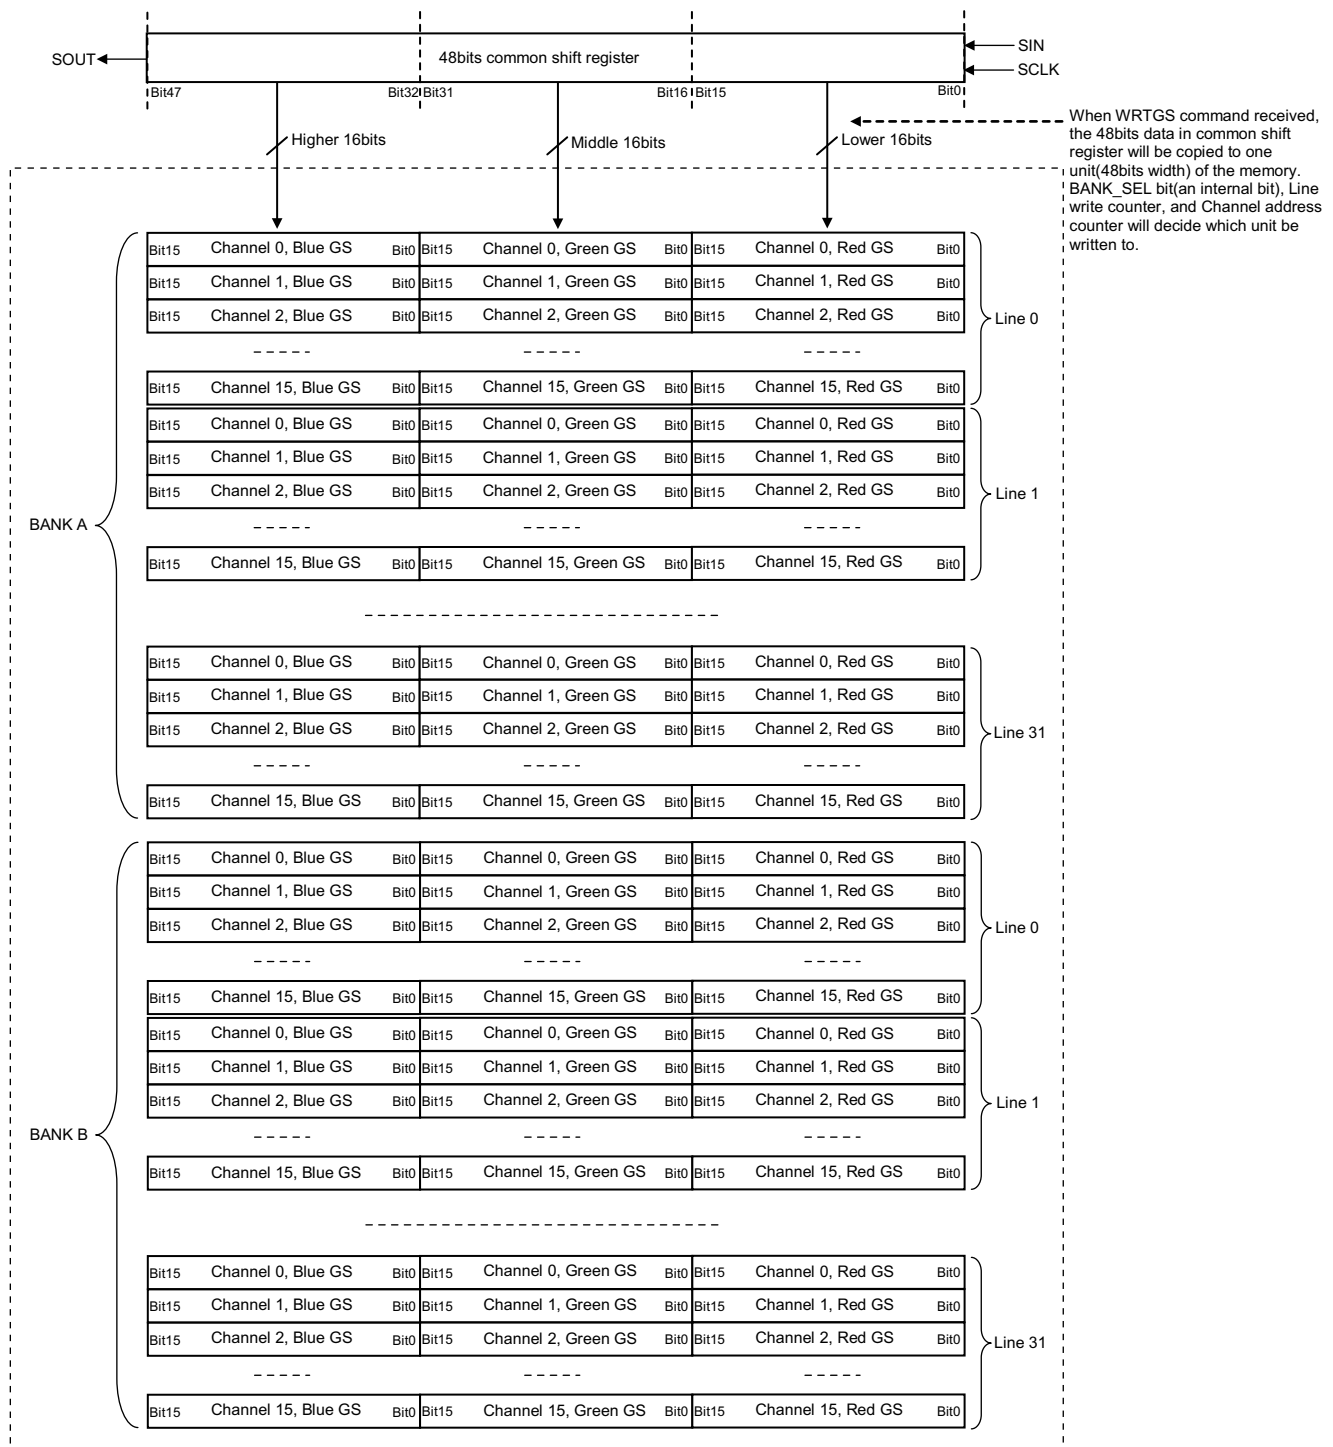 SOUT 48bits common shift register SIN
SCLK
Bit47 Bit32 Bit31 Bit16 Bit15 Bit0
Higher 16bits Middle 16bits Lower 16bits
When WRTGS command received,
the 48bits data in common shift
register will be copied to one
unit(48bits width) of the memory.
BANK_SEL bit(an internal bit), Line
write counter, and Channel address
counter will decide which unit be
written to.
BANK A
Line 0
Bit15 Channel 0, Blue GS Bit0 Bit15 Channel 0, Green GS Bit0 Bit15 Channel 0, Red GS Bit0
Bit15 Channel 1, Blue GS Bit0 Bit15 Channel 1, Green GS Bit0 Bit15 Channel 1, Red GS Bit0
Bit15 Channel 2, Blue GS Bit0 Bit15 Channel 2, Green GS Bit0 Bit15 Channel 2, Red GS Bit0
Bit15 Channel 15, Blue GS Bit0 Bit15 Channel 15, Green GS Bit0 Bit15 Channel 15, Red GS Bit0
Line 1
Bit15 Channel 0, Blue GS Bit0 Bit15 Channel 0, Green GS Bit0 Bit15 Channel 0, Red GS Bit0
Bit15 Channel 1, Blue GS Bit0 Bit15 Channel 1, Green GS Bit0 Bit15 Channel 1, Red GS Bit0
Bit15 Channel 2, Blue GS Bit0 Bit15 Channel 2, Green GS Bit0 Bit15 Channel 2, Red GS Bit0
Bit15 Channel 15, Blue GS Bit0 Bit15 Channel 15, Green GS Bit0 Bit15 Channel 15, Red GS Bit0
Line 31
Bit15 Channel 0, Blue GS Bit0 Bit15 Channel 0, Green GS Bit0 Bit15 Channel 0, Red GS Bit0
Bit15 Channel 1, Blue GS Bit0 Bit15 Channel 1, Green GS Bit0 Bit15 Channel 1, Red GS Bit0
Bit15 Channel 2, Blue GS Bit0 Bit15 Channel 2, Green GS Bit0 Bit15 Channel 2, Red GS Bit0
Bit15 Channel 15, Blue GS Bit0 Bit15 Channel 15, Green GS Bit0 Bit15 Channel 15, Red GS Bit0
BANK B
Line 0
Bit15 Channel 0, Blue GS Bit0 Bit15 Channel 0, Green GS Bit0 Bit15 Channel 0, Red GS Bit0
Bit15 Channel 1, Blue GS Bit0 Bit15 Channel 1, Green GS Bit0 Bit15 Channel 1, Red GS Bit0
Bit15 Channel 2, Blue GS Bit0 Bit15 Channel 2, Green GS Bit0 Bit15 Channel 2, Red GS Bit0
Bit15 Channel 15, Blue GS Bit0 Bit15 Channel 15, Green GS Bit0 Bit15 Channel 15, Red GS Bit0
Line 1
Bit15 Channel 0, Blue GS Bit0 Bit15 Channel 0, Green GS Bit0 Bit15 Channel 0, Red GS Bit0
Bit15 Channel 1, Blue GS Bit0 Bit15 Channel 1, Green GS Bit0 Bit15 Channel 1, Red GS Bit0
Bit15 Channel 2, Blue GS Bit0 Bit15 Channel 2, Green GS Bit0 Bit15 Channel 2, Red GS Bit0
Bit15 Channel 15, Blue GS Bit0 Bit15 Channel 15, Green GS Bit0 Bit15 Channel 15, Red GS Bit0
Line 31
Bit15 Channel 0, Blue GS Bit0 Bit15 Channel 0, Green GS Bit0 Bit15 Channel 0, Red GS Bit0
Bit15 Channel 1, Blue GS Bit0 Bit15 Channel 1, Green GS Bit0 Bit15 Channel 1, Red GS Bit0
Bit15 Channel 2, Blue GS Bit0 Bit15 Channel 2, Green GS Bit0 Bit15 Channel 2, Red GS Bit0
Bit15 Channel 15, Blue GS Bit0 Bit15 Channel 15, Green GS Bit0 Bit15 Channel 15, Red GS Bit0